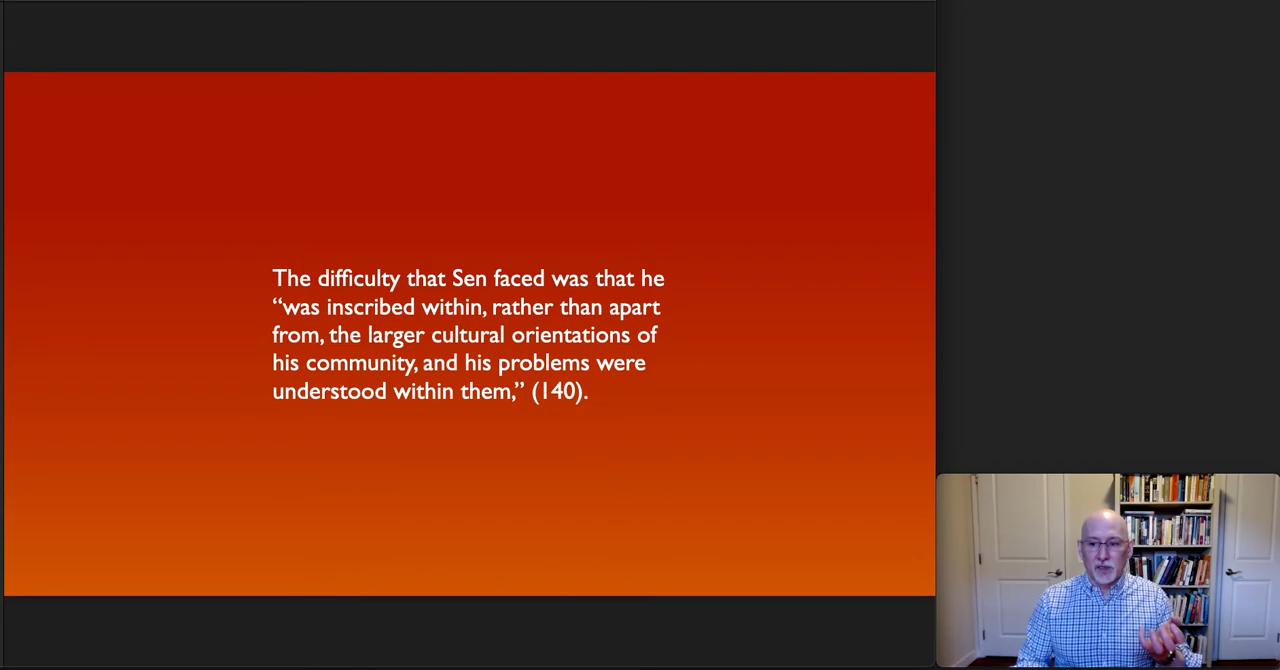 The difficulty that Sen faced was that he
“was inscribed within, rather than apart
from, the larger cultural orientations of
his community, and his problems were
understood within them,” (140).